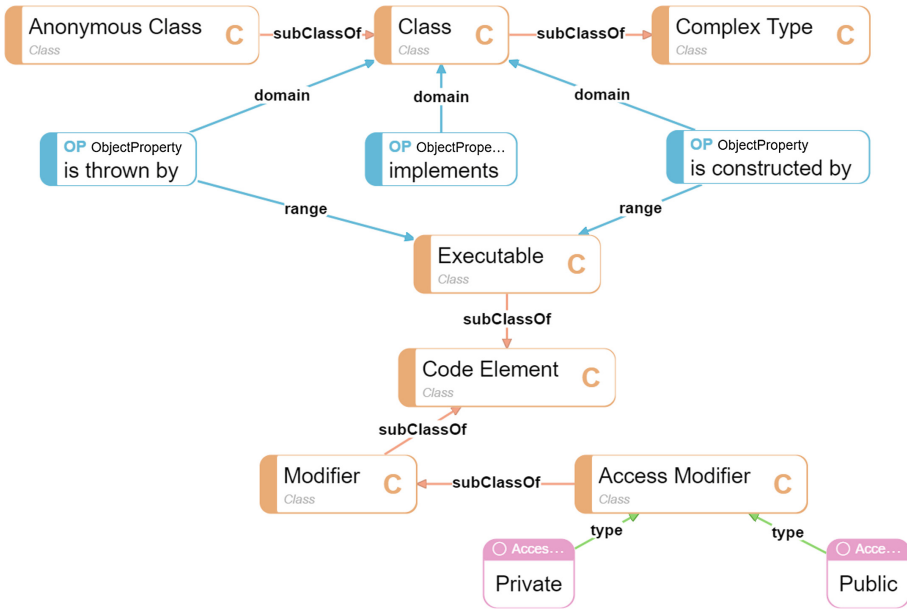 Anonymous Class
Class
C
subClassOf
Class
Class
C
subClassOf
Complex Type
Class
C
domain
domain
domain
OP ObjectProperty
is thrown by
OP ObjectPrope...
implements
OP ObjectProperty
is constructed by
range
range
Executable
Class
C
subClassOf
Code Element
Class
C
subClassOf
Modifier
Class
C
subClassOf
Access Modifier
Class
C
type
type
Acces...
Private
Acce...
Public